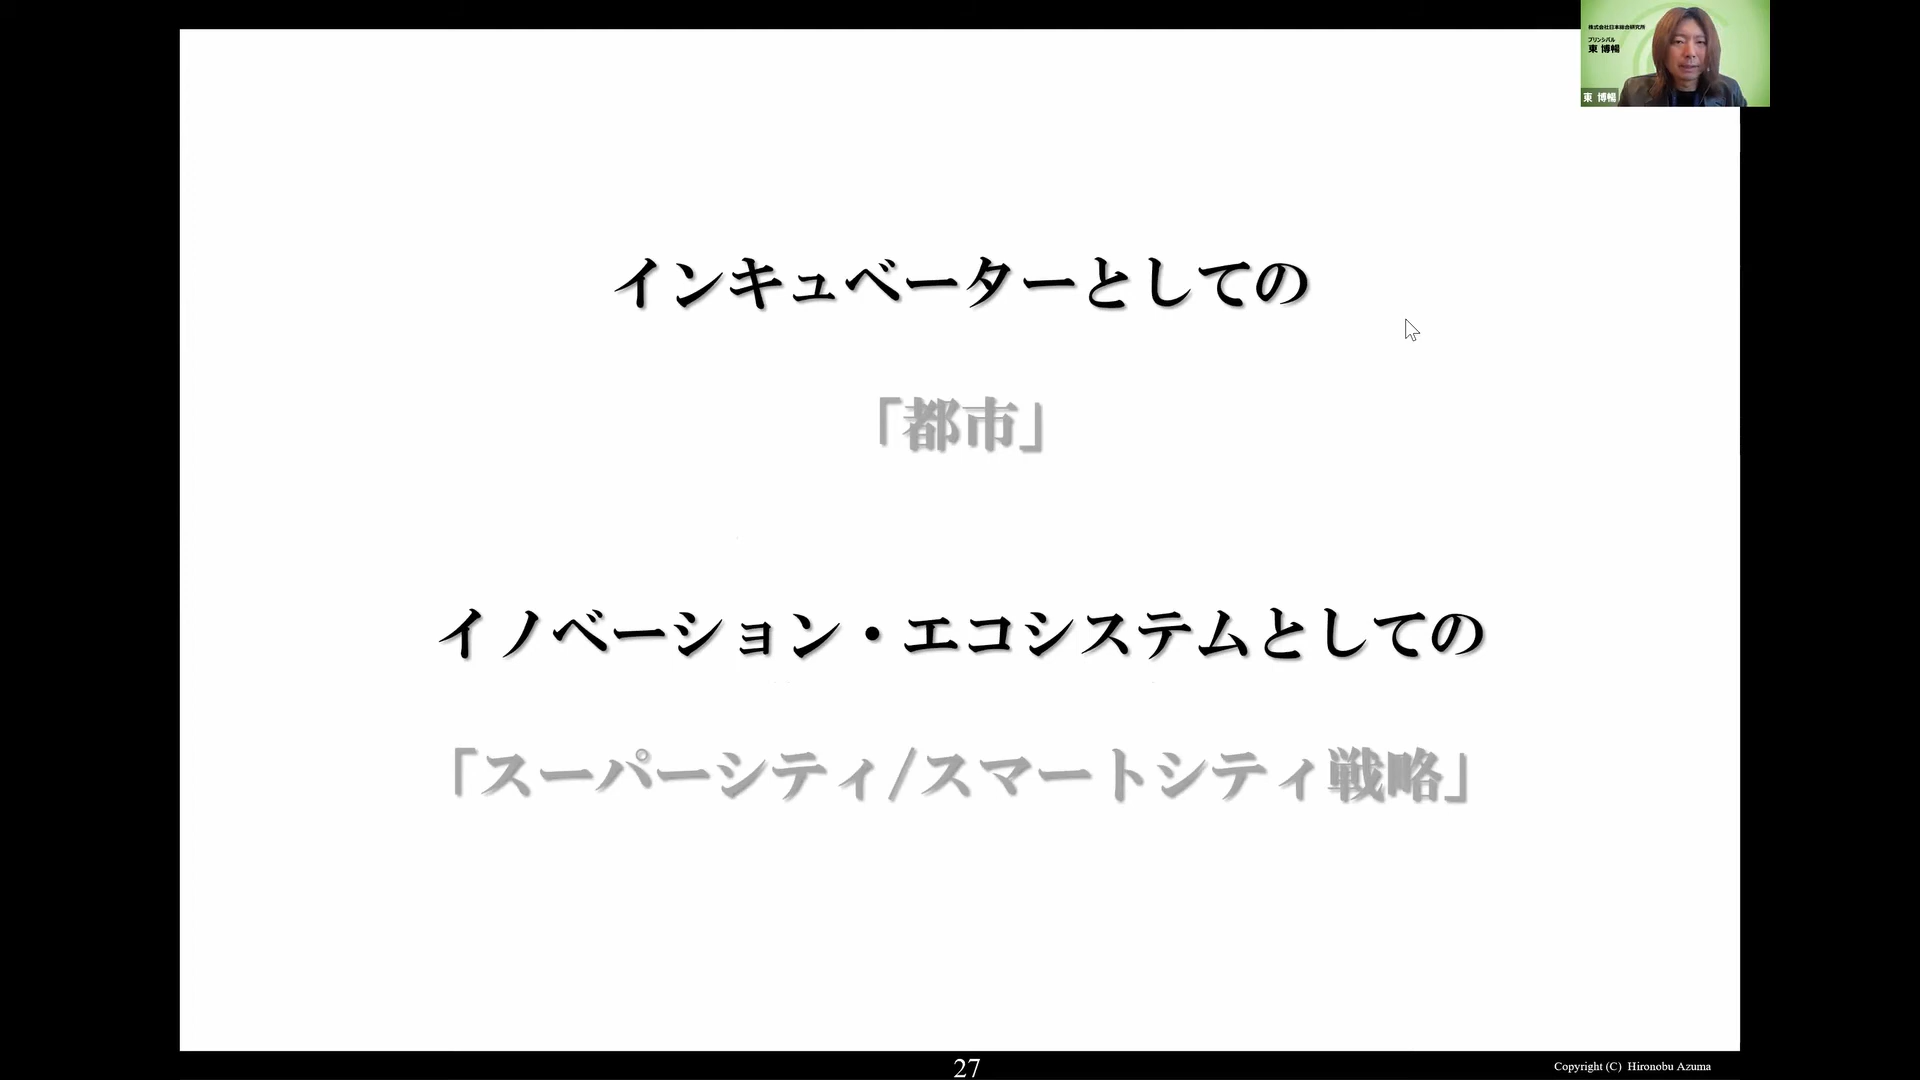 株式会社日本総合研究所
プリンシパル
東 博暢
東 博暢
インキュベーターとしての
「都市」
イノベーション・エコシステムとしての
「スーパーシティ/スマートシティ戦略」
27
Copyright (C) Hironobu Azuma